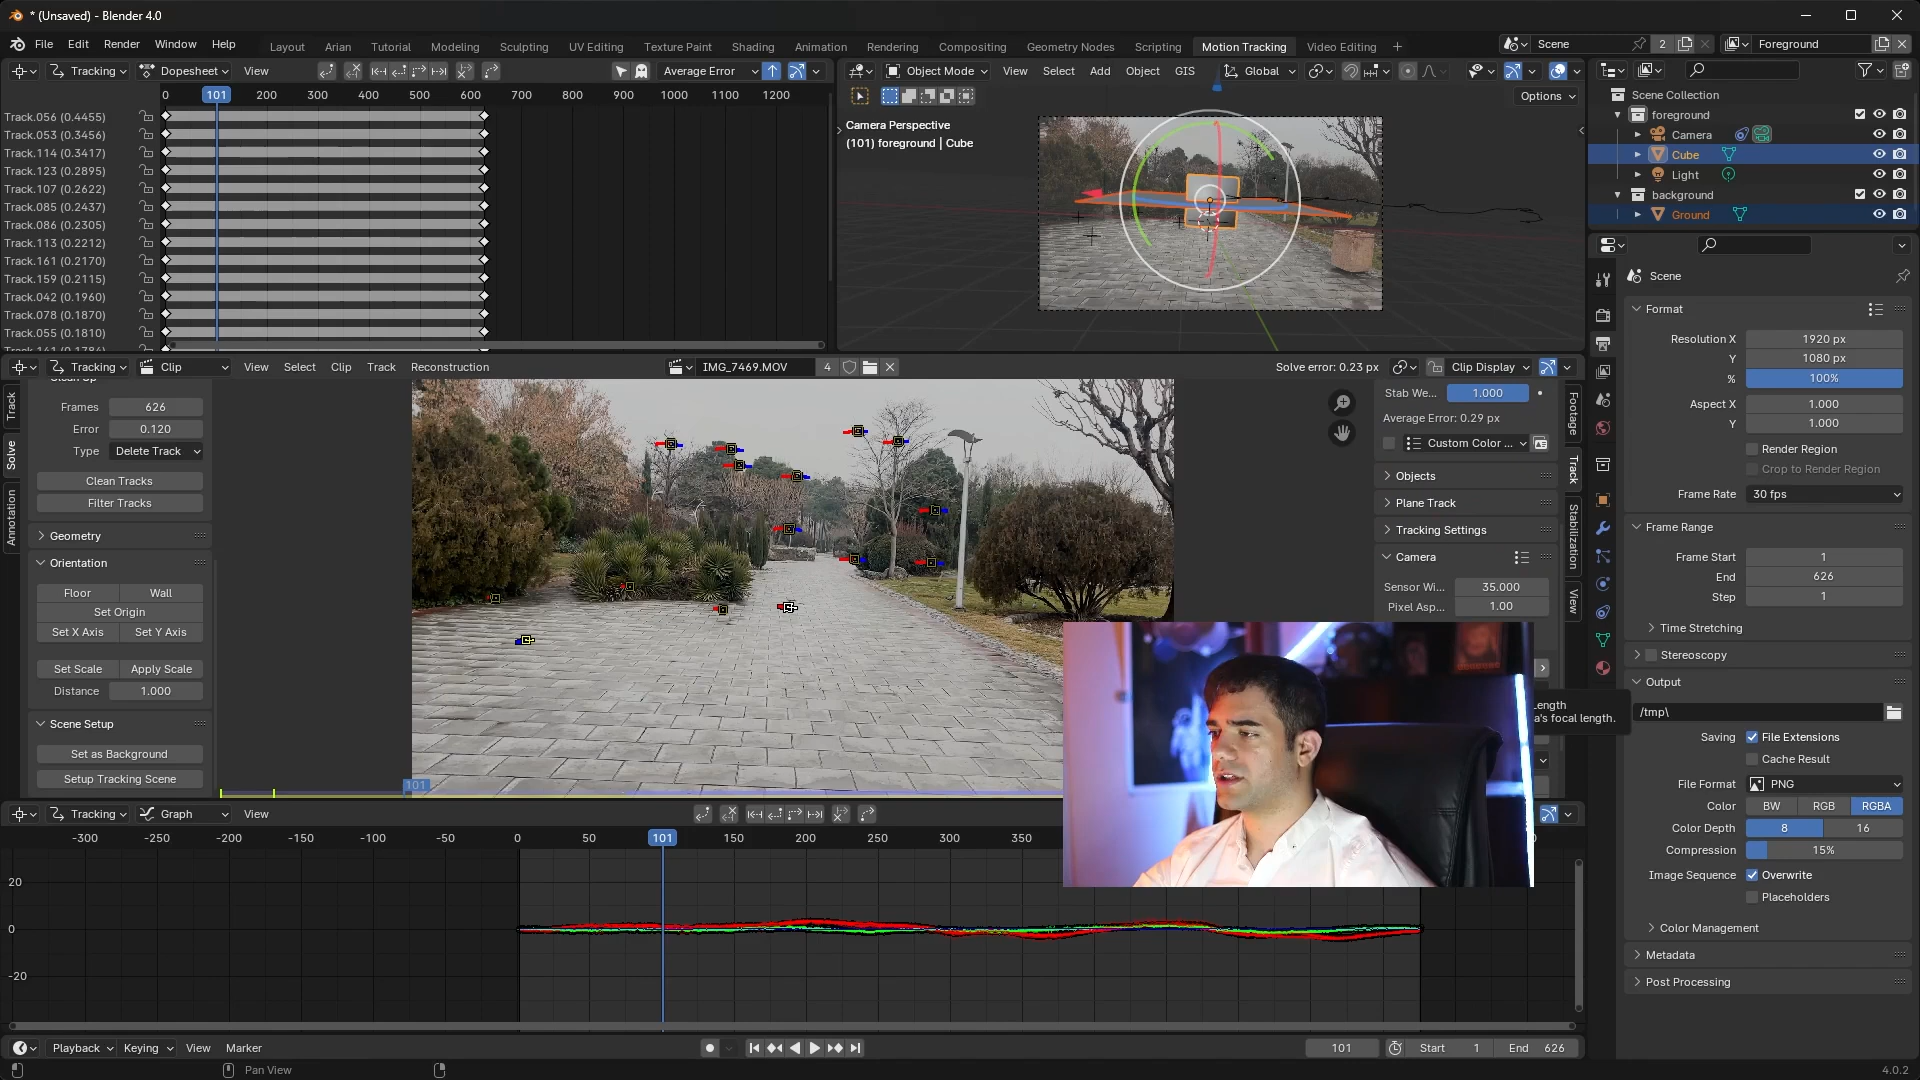 * (Unsaved) - Blender 4.0
File Edit Render Window Help Layout Arian Tutorial Modeling Sculpting UV Editing Texture Paint Shading Animation Rendering Compositing Geometry Nodes Scripting Motion Tracking Video Editing + Scene 2 Foreground
Tracking Dopesheet View Average Error
0 101 200 300 400 500 600 700 800 900 1000 1100 1200
Track.056 (0.4455)
Track.053 (0.3456)
Track.114 (0.3417)
Track.123 (0.2895)
Track.107 (0.2622)
Track.085 (0.2437)
Track.086 (0.2305)
Track.113 (0.2212)
Track.161 (0.2170)
Track.159 (0.2115)
Track.042 (0.1960)
Track.078 (0.1870)
Track.055 (0.1810)
Object Mode View Select Add Object GIS Global
Options
Camera Perspective
(101) foreground | Cube
Scene Collection
foreground
Camera
Cube
Light
background
Ground
Tracking Clip View Select Clip Track Reconstruction IMG_7469.MOV 4 Solve error: 0.23 px Clip Display
Track
Solve
Annotation
Frames 626
Error 0.120
Type Delete Track
Clean Tracks
Filter Tracks
Geometry
Orientation
Floor Wall
Set Origin
Set X Axis Set Y Axis
Set Scale Apply Scale
Distance 1.000
Scene Setup
Set as Background
Setup Tracking Scene
101
Stab We... 1.000
Average Error: 0.29 px
Custom Color ...
Objects
Plane Track
Tracking Settings
Camera
Sensor Wi... 35.000
Pixel Asp... 1.00
Footage
Track
Stabilization
View
Length
a's focal length.
Scene
Format
Resolution X 1920 px
Y 1080 px
% 100%
Aspect X 1.000
Y 1.000
Render Region
Crop to Render Region
Frame Rate 30 fps
Frame Range
Frame Start 1
End 626
Step 1
Time Stretching
Stereoscopy
Output
/tmp\
Saving File Extensions
Cache Result
File Format PNG
Color BW RGB RGBA
Color Depth 8 16
Compression 15%
Image Sequence Overwrite
Placeholders
Color Management
Metadata
Post Processing
Tracking Graph View
-300 -250 -200 -150 -100 -50 0 50 101 150 200 250 300 350
20
0
-20
Playback Keying View Marker 101 Start 1 End 626
Pan View 4.0.2